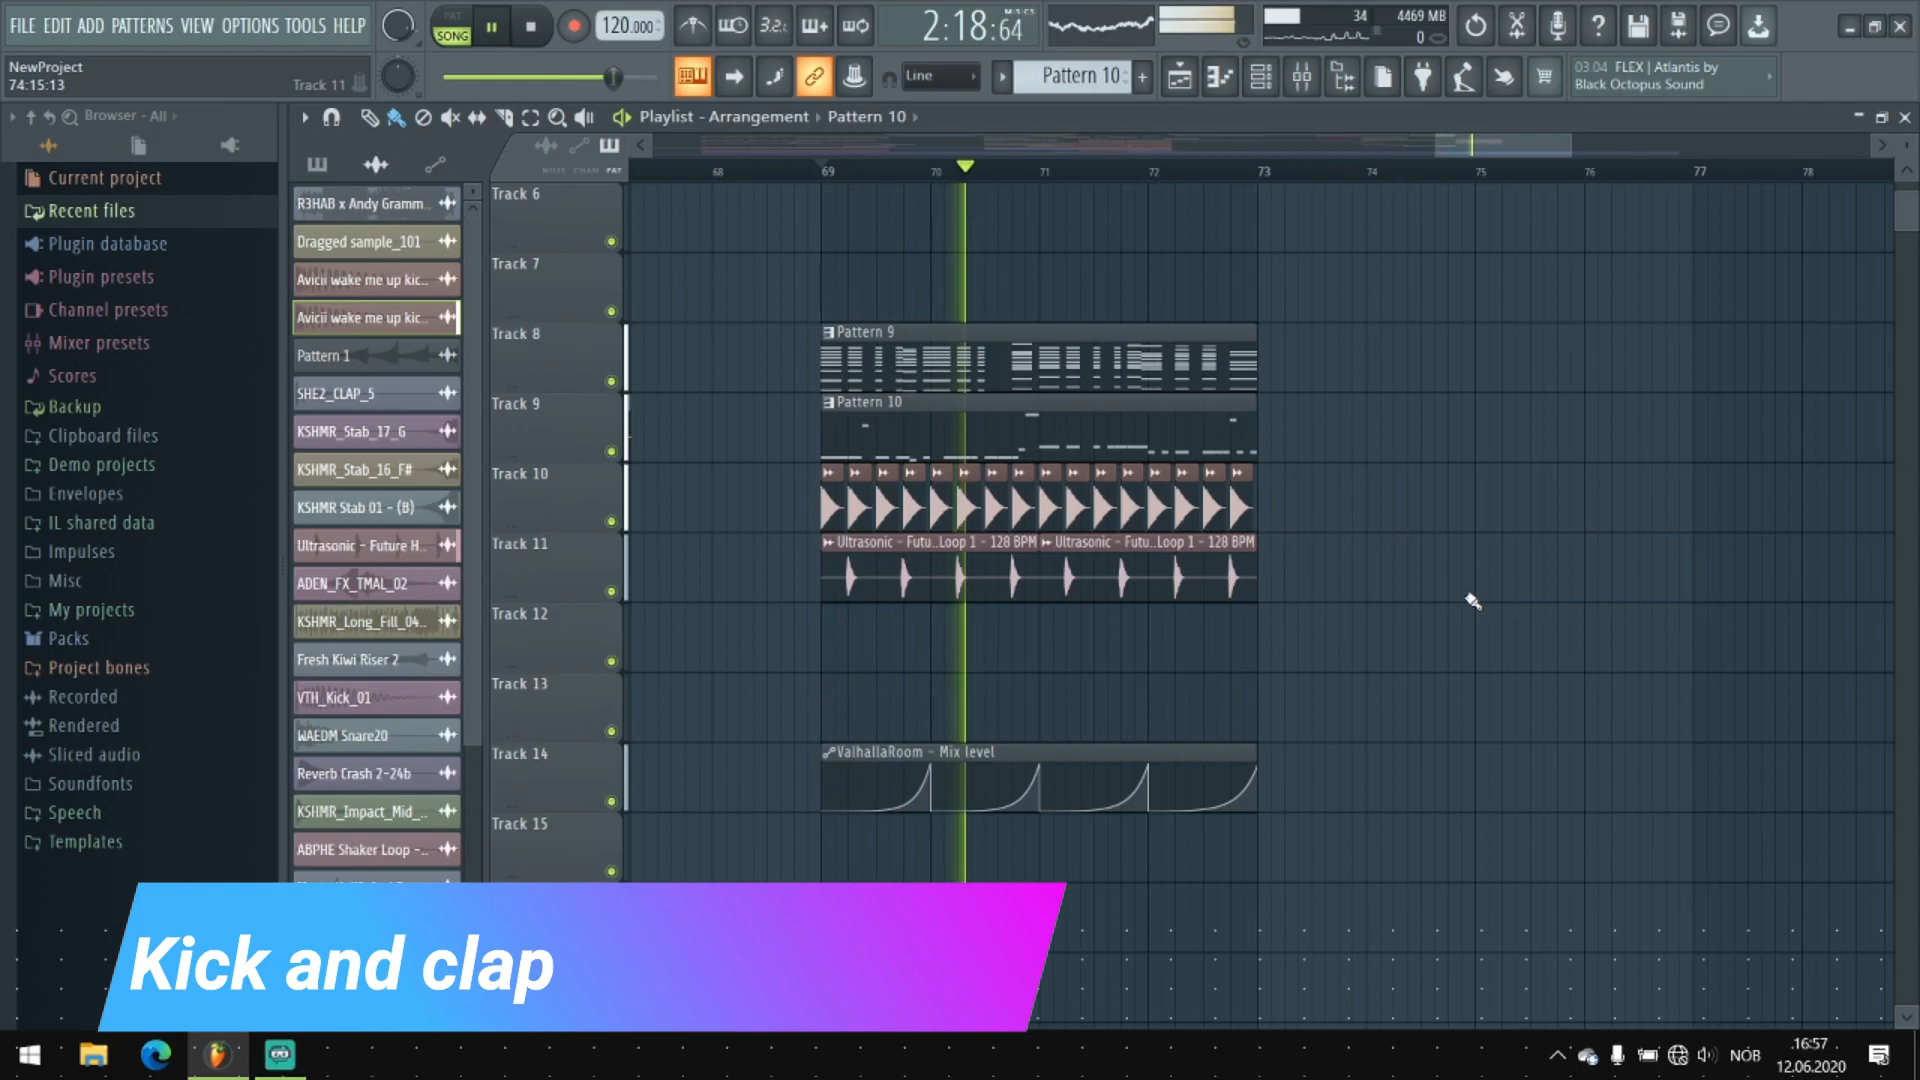 FILE EDIT ADD PATTERNS VIEW OPTIONS TOOLS HELP
PAT
SONG
120.000
3.2.
2:18:64
M:S:CS
34
4469 MB
0
NewProject
74:15:13
Track 11
Line
Pattern 10
03.04 FLEX | Atlantis by
Black Octopus Sound
Browser - All
Playlist - Arrangement
Pattern 10
NOTE CHAN PAT
68 69 70 71 72 73 74 75 76 77 78
Current project
Recent files
Plugin database
Plugin presets
Channel presets
Mixer presets
Scores
Backup
Clipboard files
Demo projects
Envelopes
IL shared data
Impulses
Misc
My projects
Packs
Project bones
Recorded
Rendered
Sliced audio
Soundfonts
Speech
Templates
R3HAB x Andy Gramm..
Dragged sample_101
Avicii wake me up kic..
Avicii wake me up kic..
Pattern 1
SHE2_CLAP_5
KSHMR_Stab_17_G
KSHMR_Stab_16_F#
KSHMR Stab 01 - (B)
Ultrasonic - Future H..
ADEN_FX_TMAL_02
KSHMR_Long_Fill_04..
Fresh Kiwi Riser 2
VTH_Kick_01
WAEDM Snare20
Reverb Crash 2-24b
KSHMR_Impact_Mid_..
ABPHE Shaker Loop -..
Track 6
Track 7
Track 8
Track 9
Track 10
Track 11
Track 12
Track 13
Track 14
Track 15
Pattern 9
Pattern 10
Ultrasonic - Futu..Loop 1 - 128 BPM
Ultrasonic - Futu..Loop 1 - 128 BPM
ValhallaRoom - Mix level
Kick and clap
NOB
16:57
12.06.2020